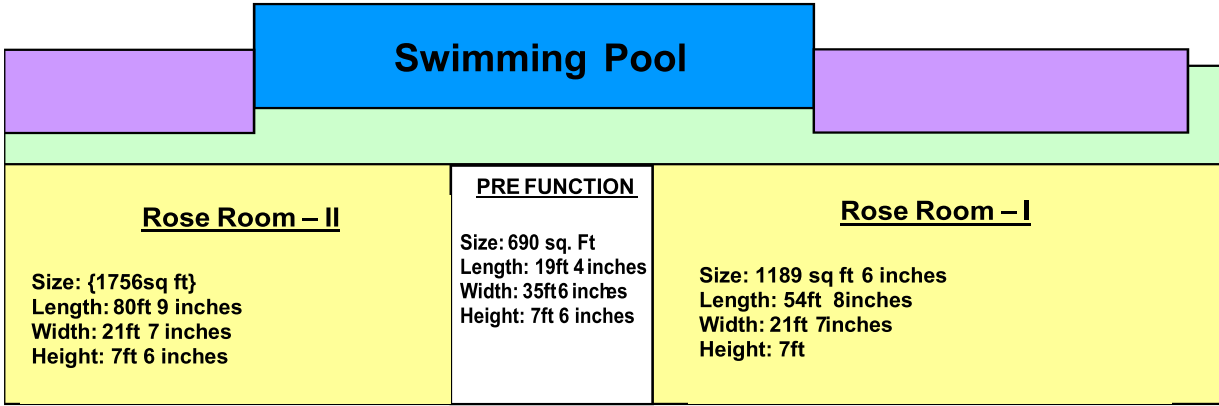 Swimming Pool
Rose Room – II
Size: {1756sq ft}
Length: 80ft 9 inches
Width: 21ft 7 inches
Height: 7ft 6 inches
PRE FUNCTION
Size: 690 sq. Ft
Length: 19ft 4 inches
Width: 35ft6 inches
Height: 7ft 6 inches
Rose Room – I
Size: 1189 sq ft 6 inches
Length: 54ft 8inches
Width: 21ft 7inches
Height: 7ft